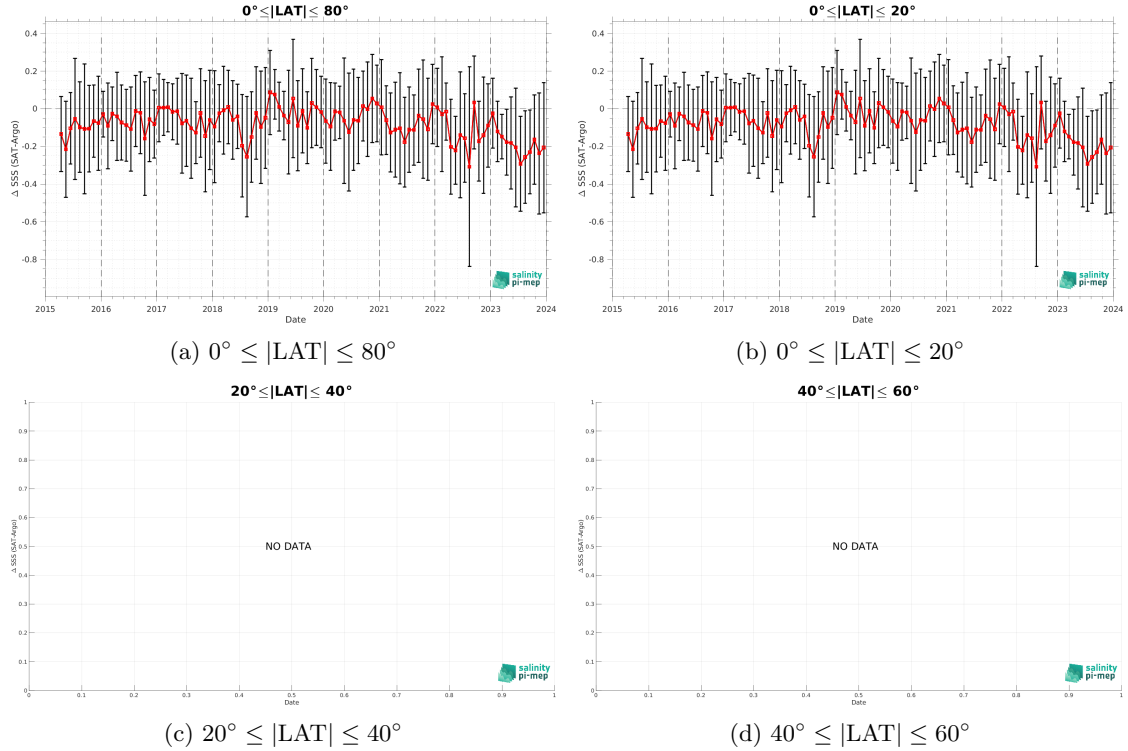 0°≤|LAT|≤ 80°
0.4
0.2
0
-0.2
-0.4
-0.6
-0.8
Δ SSS (SAT-Argo)
2015 2016 2017 2018 2019 2020 2021 2022 2023 2024
Date
salinity
pi-mep
(a) 0° ≤ |LAT| ≤ 80°
0°≤|LAT|≤ 20°
0.4
0.2
0
-0.2
-0.4
-0.6
-0.8
Δ SSS (SAT-Argo)
2015 2016 2017 2018 2019 2020 2021 2022 2023 2024
Date
salinity
pi-mep
(b) 0° ≤ |LAT| ≤ 20°
20°≤|LAT|≤ 40°
1
0.9
0.8
0.7
0.6
0.5
0.4
0.3
0.2
0.1
0
Δ SSS (SAT-Argo)
NO DATA
0 0.1 0.2 0.3 0.4 0.5 0.6 0.7 0.8 0.9 1
Date
salinity
pi-mep
(c) 20° ≤ |LAT| ≤ 40°
40°≤|LAT|≤ 60°
1
0.9
0.8
0.7
0.6
0.5
0.4
0.3
0.2
0.1
0
Δ SSS (SAT-Argo)
NO DATA
0 0.1 0.2 0.3 0.4 0.5 0.6 0.7 0.8 0.9 1
Date
salinity
pi-mep
(d) 40° ≤ |LAT| ≤ 60°